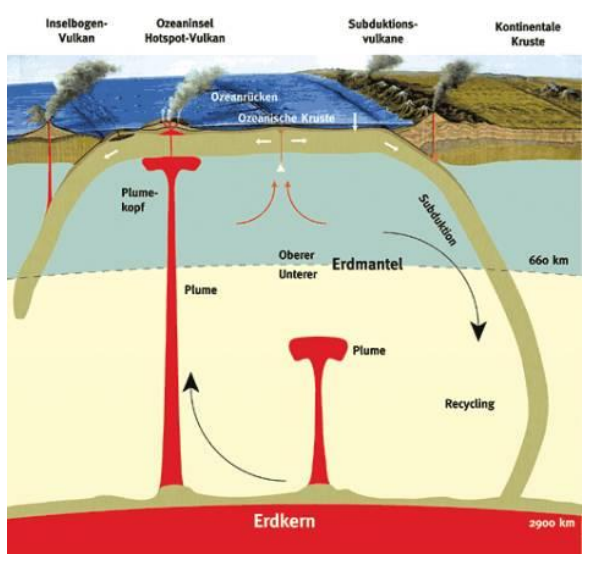 Inselbogen-
Vulkan
Ozeaninsel
Hotspot-Vulkan
Subduktions-
vulkane
Kontinentale
Kruste
Ozeanrücken
Ozeanische Kruste
Plume-
kopf
Subduktion
Oberer
Unterer
Erdmantel
660 km
Plume
Plume
Recycling
Erdkern
2900 km